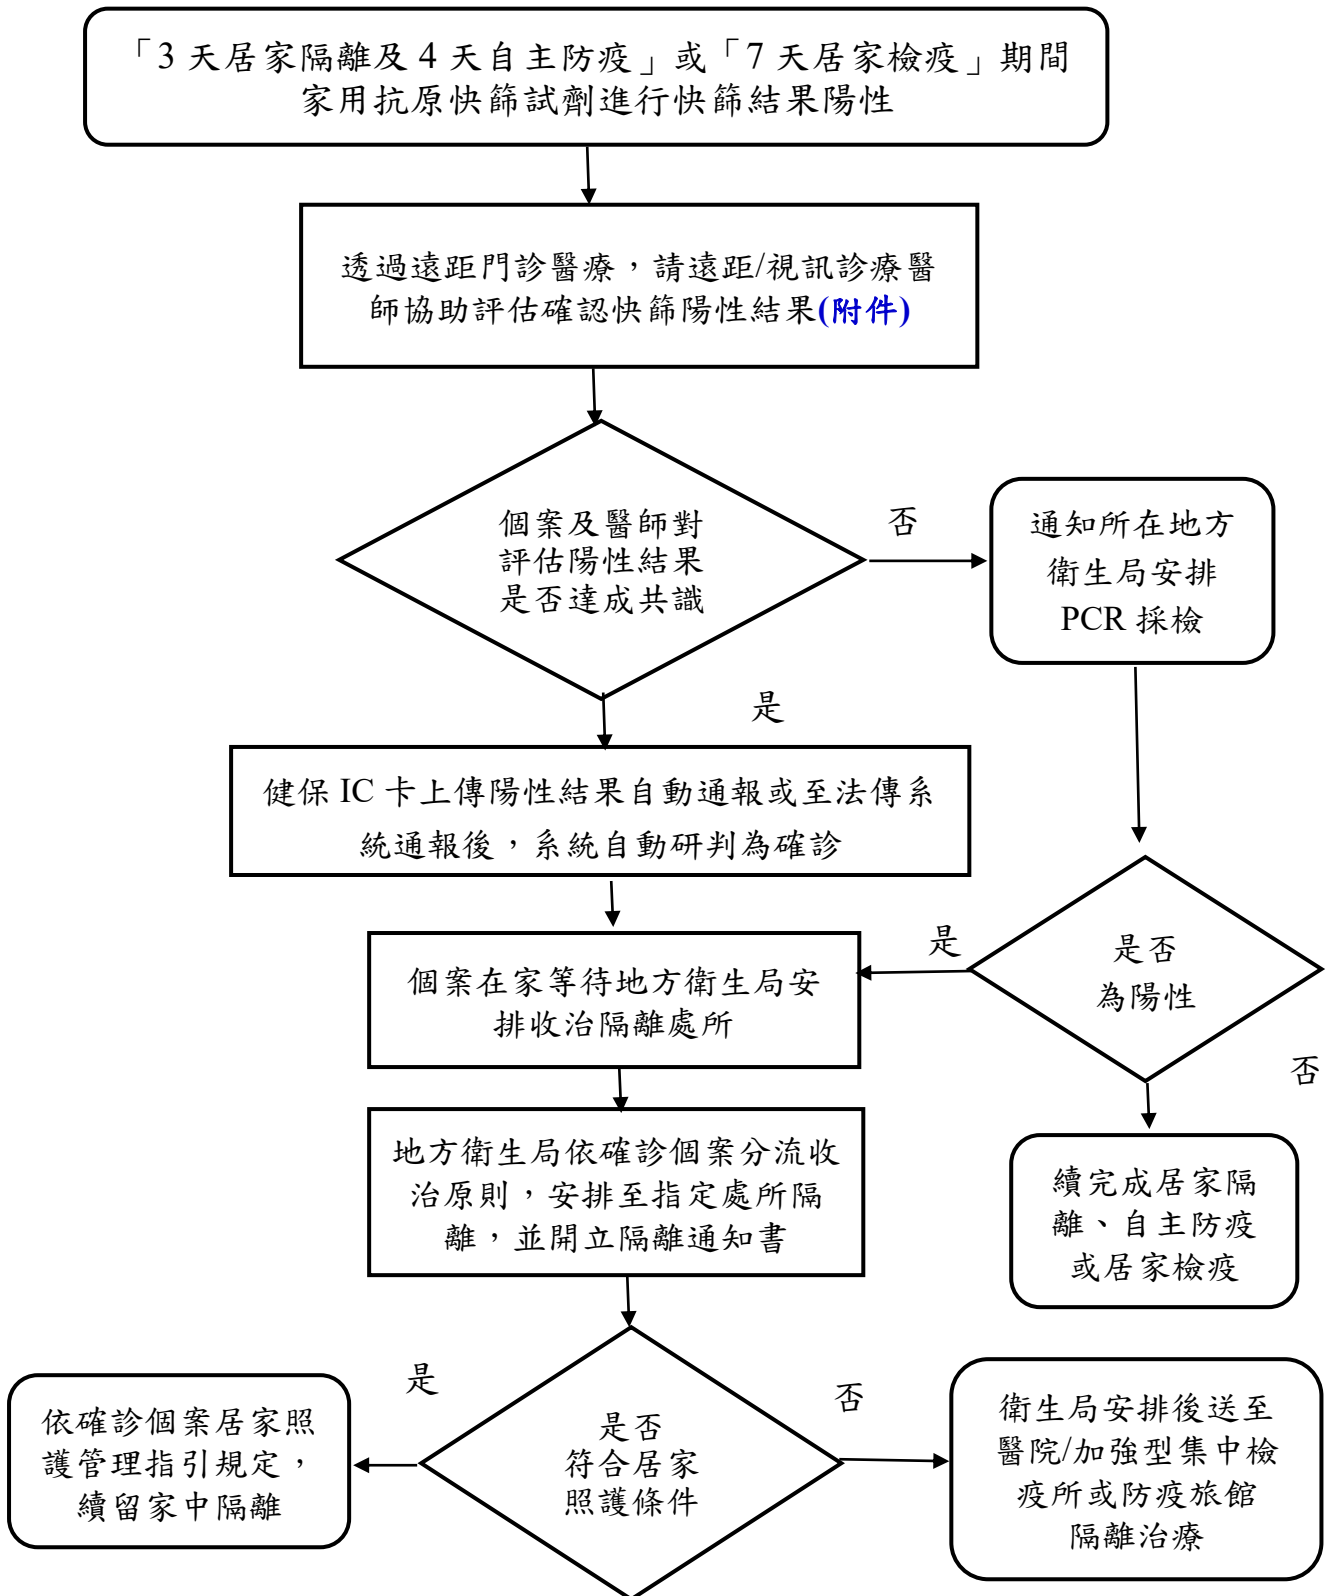 「3 天居家隔離及 4 天自主防疫」或「7 天居家檢疫」期間
家用抗原快篩試劑進行快篩結果陽性
透過遠距門診醫療，請遠距/視訊診療醫
師協助評估確認快篩陽性結果(附件)
個案及醫師對
評估陽性結果
是否達成共識
否
通知所在地方
衛生局安排
PCR 採檢
是
健保 IC 卡上傳陽性結果自動通報或至法傳系
統通報後，系統自動研判為確診
是
是否
為陽性
個案在家等待地方衛生局安
排收治隔離處所
否
地方衛生局依確診個案分流收
治原則，安排至指定處所隔
離，並開立隔離通知書
續完成居家隔
離、自主防疫
或居家檢疫
是
否
依確診個案居家照
護管理指引規定，
續留家中隔離
是否
符合居家
照護條件
衛生局安排後送至
醫院/加強型集中檢
疫所或防疫旅館
隔離治療